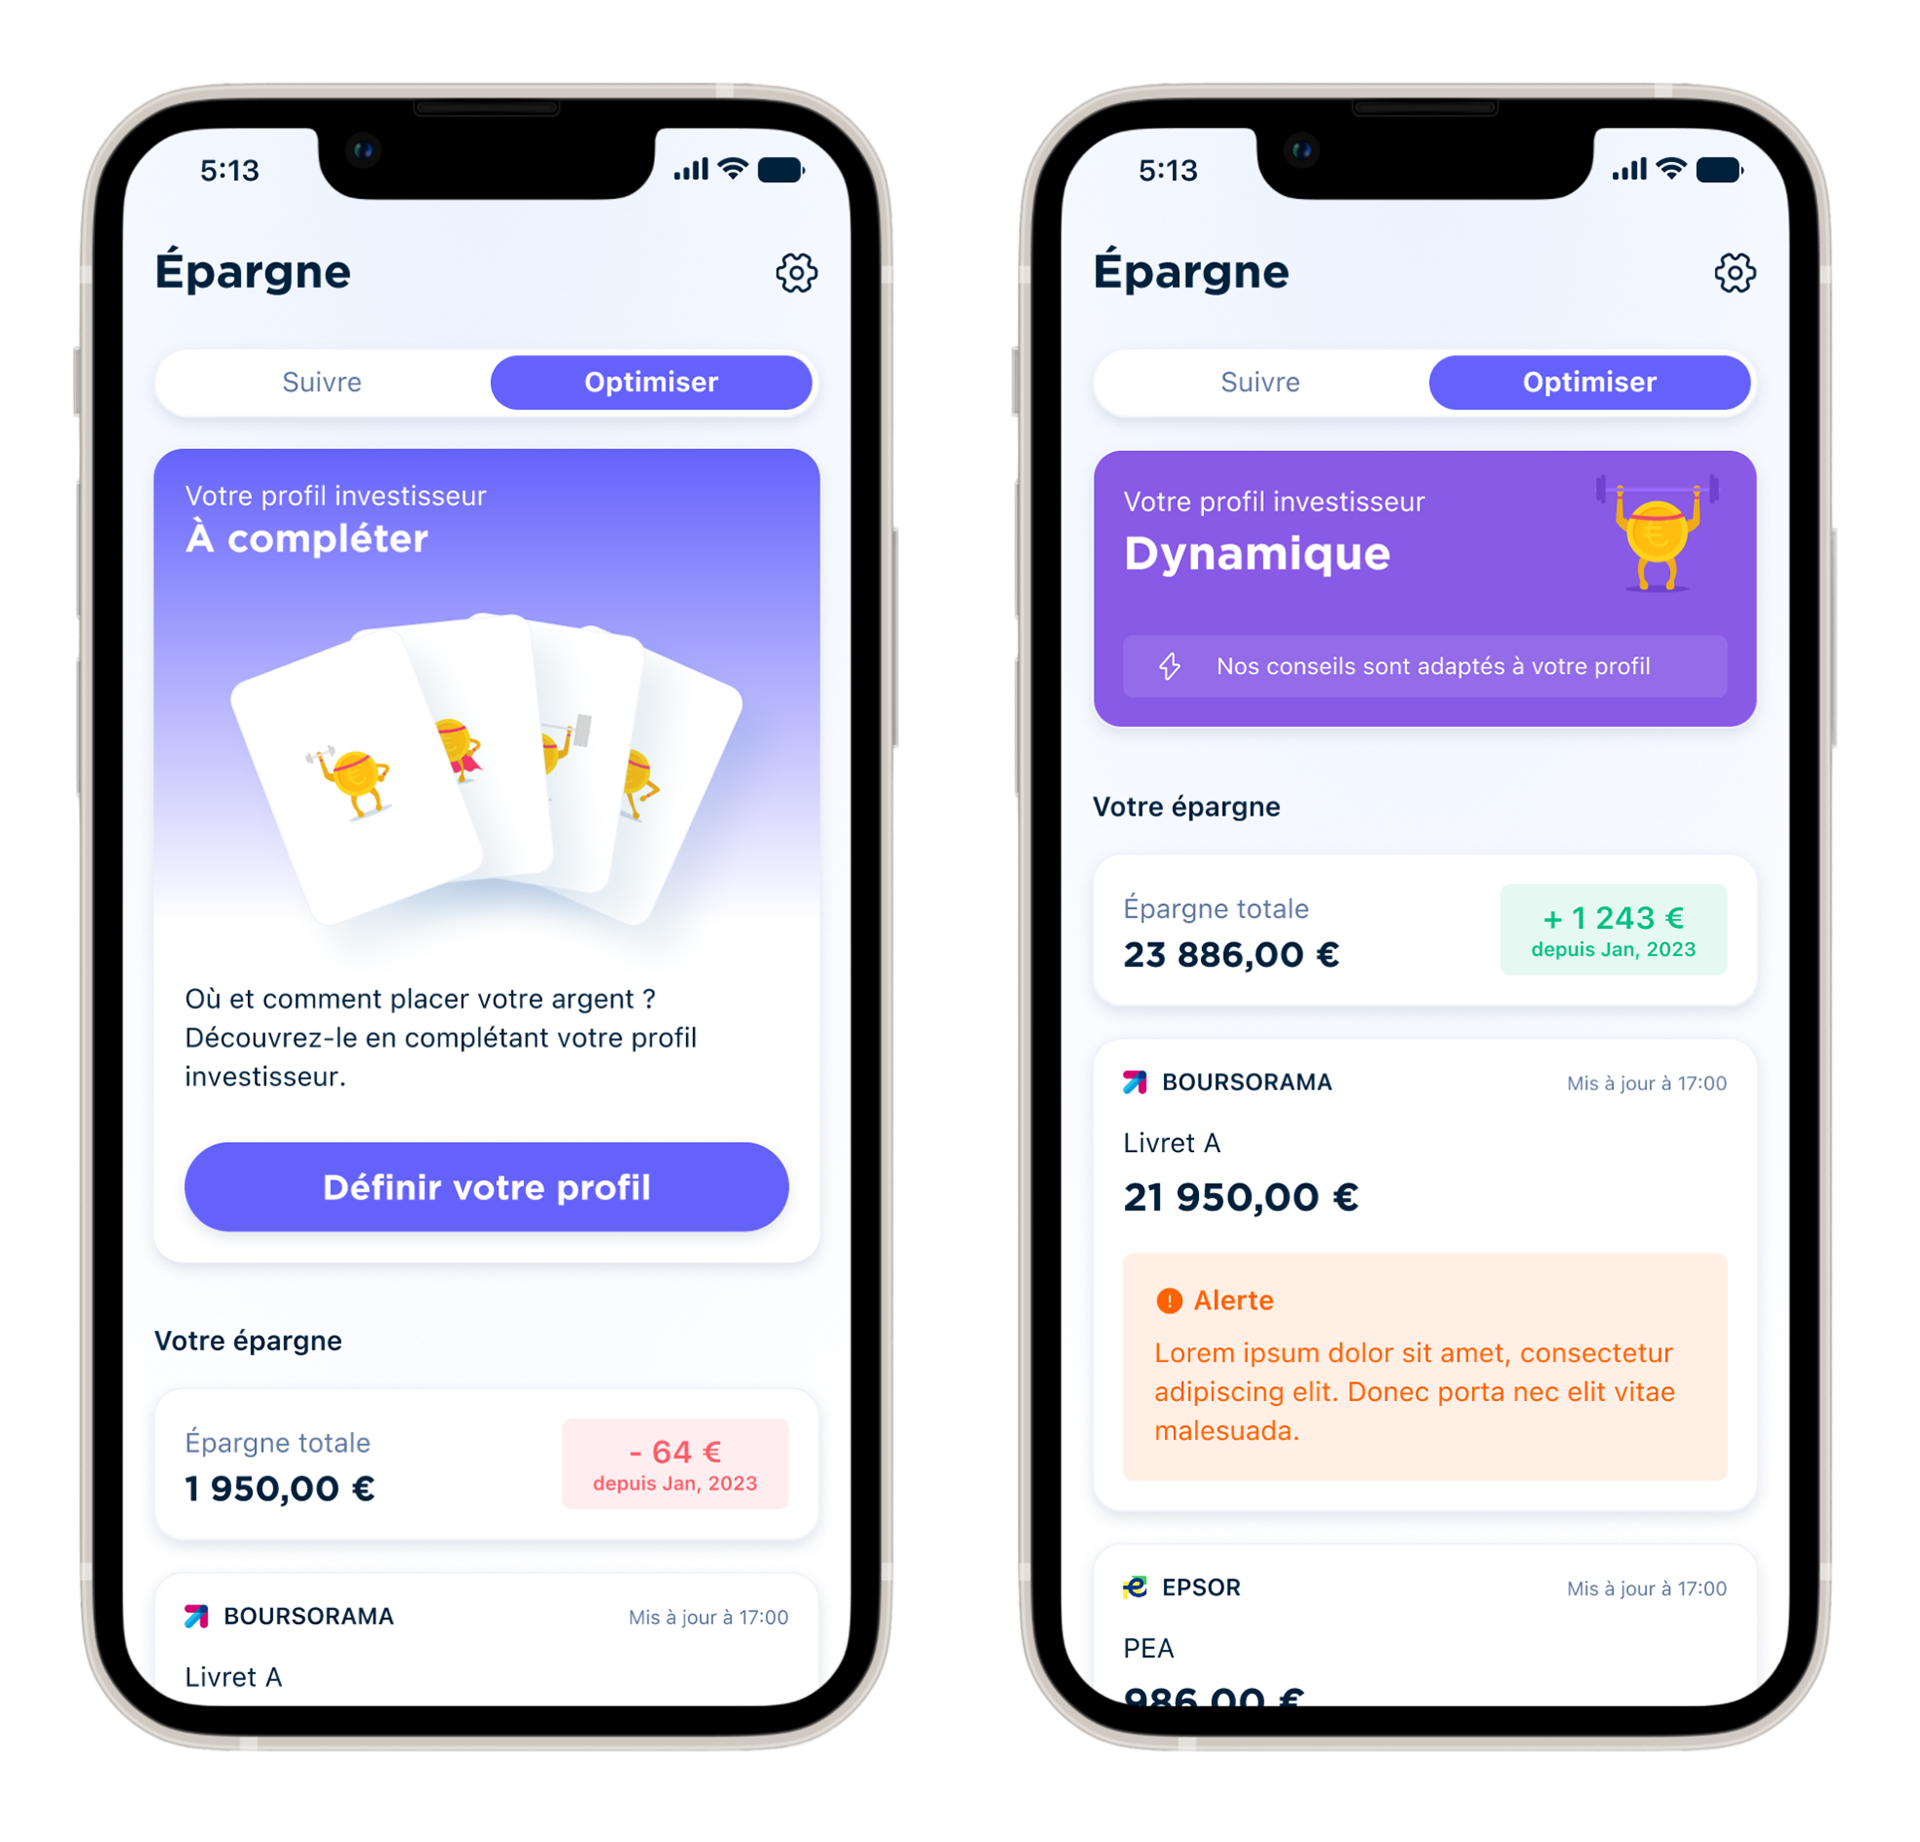 5:13
Épargne
Suivre
Optimiser
Votre profil investisseur
À compléter
Où et comment placer votre argent ?
Découvrez-le en complétant votre profil
investisseur.
Définir votre profil
Votre épargne
Épargne totale
1 950,00 €
- 64 €
depuis Jan, 2023
BOURSORAMA
Mis à jour à 17:00
Livret A
5:13
Épargne
Suivre
Optimiser
Votre profil investisseur
Dynamique
Nos conseils sont adaptés à votre profil
Votre épargne
Épargne totale
23 886,00 €
+ 1 243 €
depuis Jan, 2023
BOURSORAMA
Mis à jour à 17:00
Livret A
21 950,00 €
Alerte
Lorem ipsum dolor sit amet, consectetur
adipiscing elit. Donec porta nec elit vitae
malesuada.
EPSOR
Mis à jour à 17:00
PEA
986,00 €